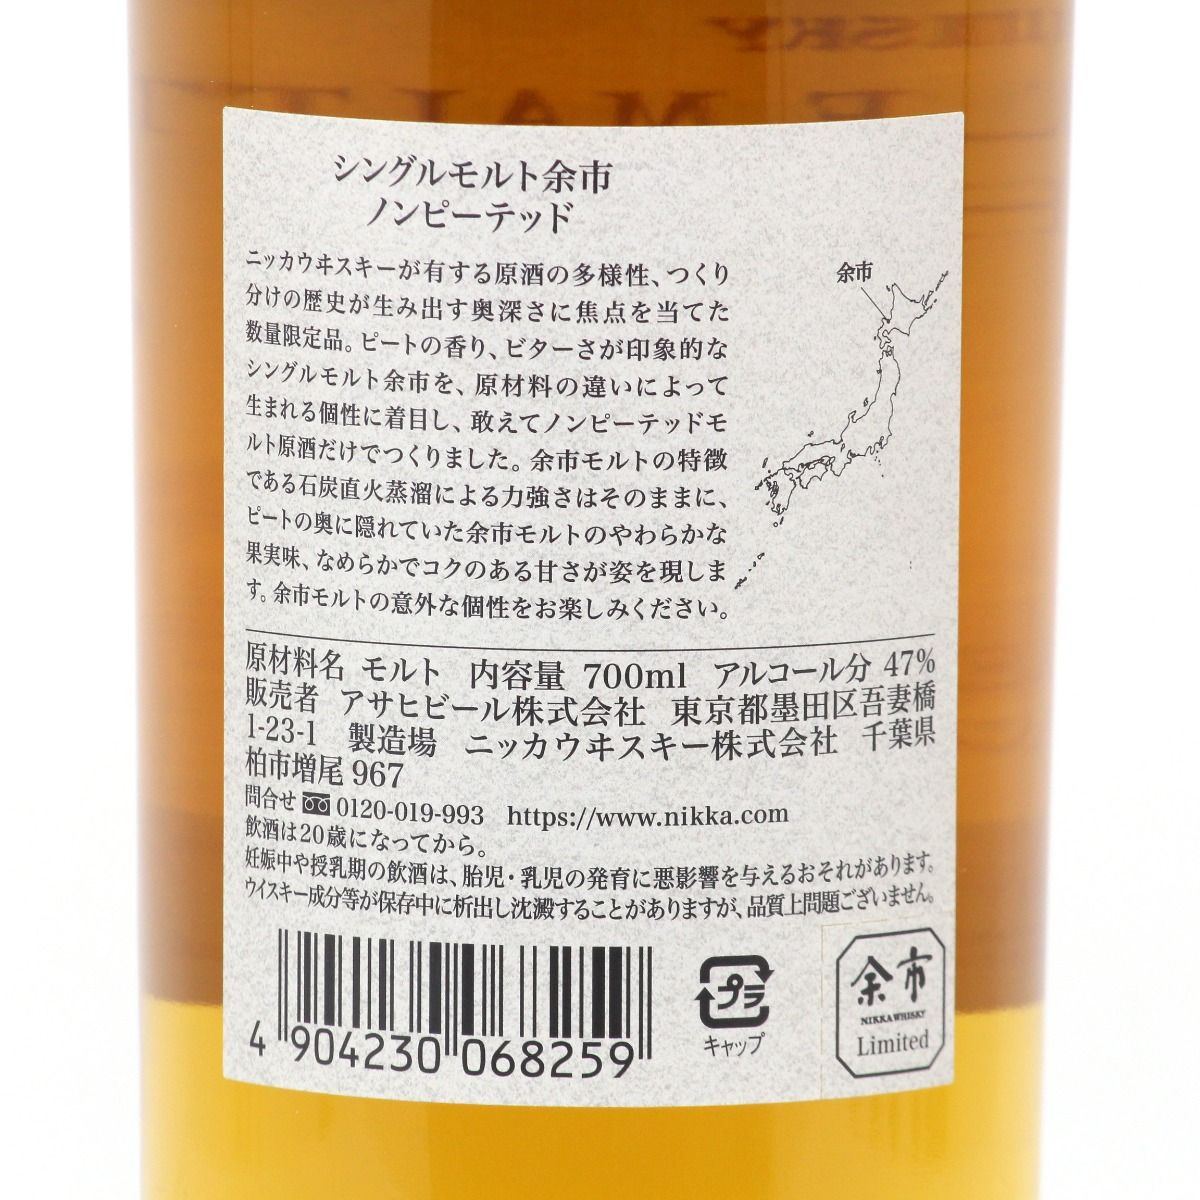 シングルモルト余市
ノンピーテッド
ニッカウヰスキーが有する原酒の多様性、つくり
分けの歴史が生み出す奥深さに焦点を当てた
数量限定品。ピートの香り、ビターさが印象的な
シングルモルト余市を、原材料の違いによって
生まれる個性に着目し、敢えてノンピーテッドモ
ルト原酒だけでつくりました。余市モルトの特徴
である石炭直火蒸溜による力強さはそのままに、
ピートの奥に隠れていた余市モルトのやわらかな
果実味、なめらかでコクのある甘さが姿を現しま
す。余市モルトの意外な個性をお楽しみください。
余市
原材料名 モルト 内容量 700ml アルコール分 47%
販売者 アサヒビール株式会社 東京都墨田区吾妻橋
1-23-1 製造場 ニッカウヰスキー株式会社 千葉県
柏市増尾967
問合せ 0120-019-993 https://www.nikka.com
飲酒は20歳になってから。
妊娠中や授乳期の飲酒は、胎児・乳児の発育に悪影響を与えるおそれがあります。
ウイスキー成分等が保存中に析出し沈澱することがありますが、品質上問題ございません。
4 904230 068259
プラ
キャップ
余市
NIKKA WHISKY
Limited